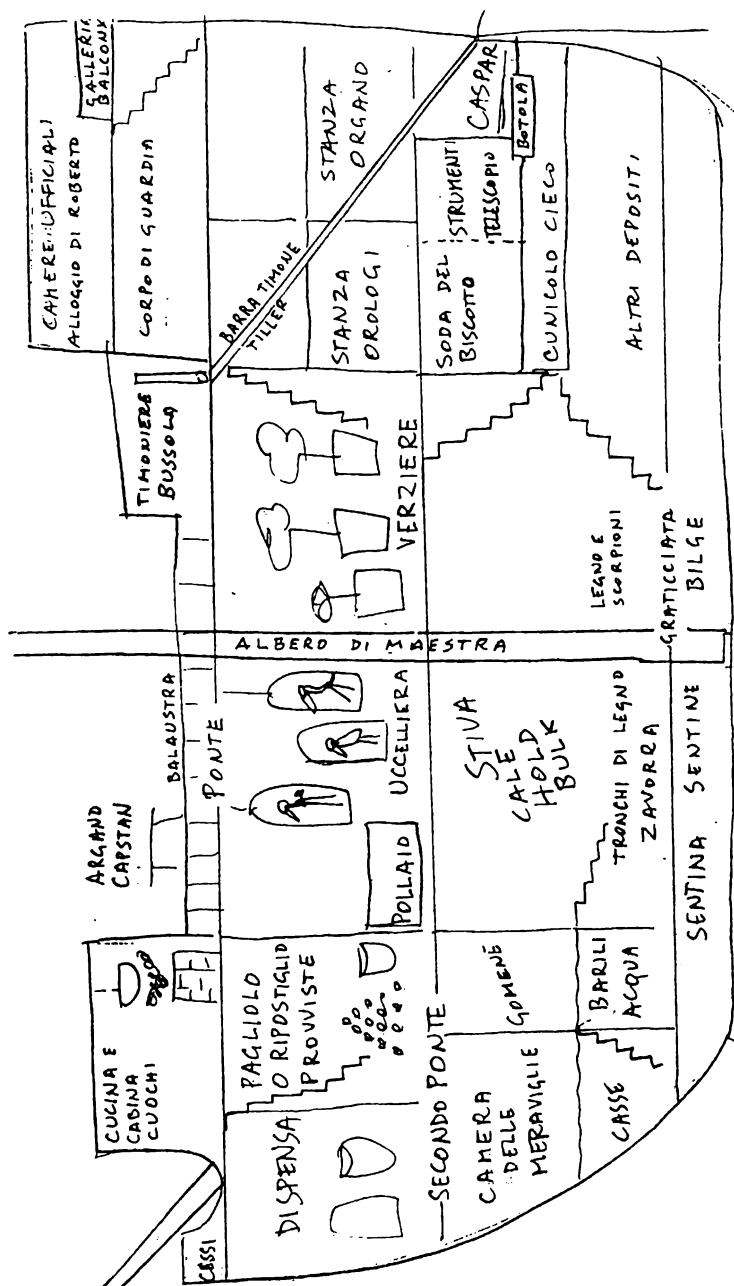 CAMERE UFFICIALI
ALLOGGIO DI ROBERTO
GALLERIA
BALCONY
CORPO DI GUARDIA
TIMONIERE
BUSSOLA
BARRA TIMONE
TILLER
STANZA
ORGANO
STANZA
OROLOGI
CASPAR
BOTOLA
STRUMENTI
TELESCOPIO
SODA DEL
BISCOTTO
CUNICOLO CIECO
ALTRI DEPOSITI
VERZIERE
LEGNO E
SCORPIONI
GRATICCIATA
BILGE
ALBERO DI MAESTRA
BALAUSTRA
PONTE
ARGANO
CAPSTAN
UCCELLIERA
POLLAIO
STIVA
CALE
HOLD
BULK
TRONCHI DI LEGNO
ZAVORRA
SENTINA SENTINE
CUCINA E
CABINA
CUOCHI
PAGLIOLO
O RIPOSTIGLIO
PROVVISTE
DISPENSA
SECONDO PONTE
GOMENE
CAMERA
DELLE
MERAVIGLIE
BARILI
ACQUA
CASSE
CESSI